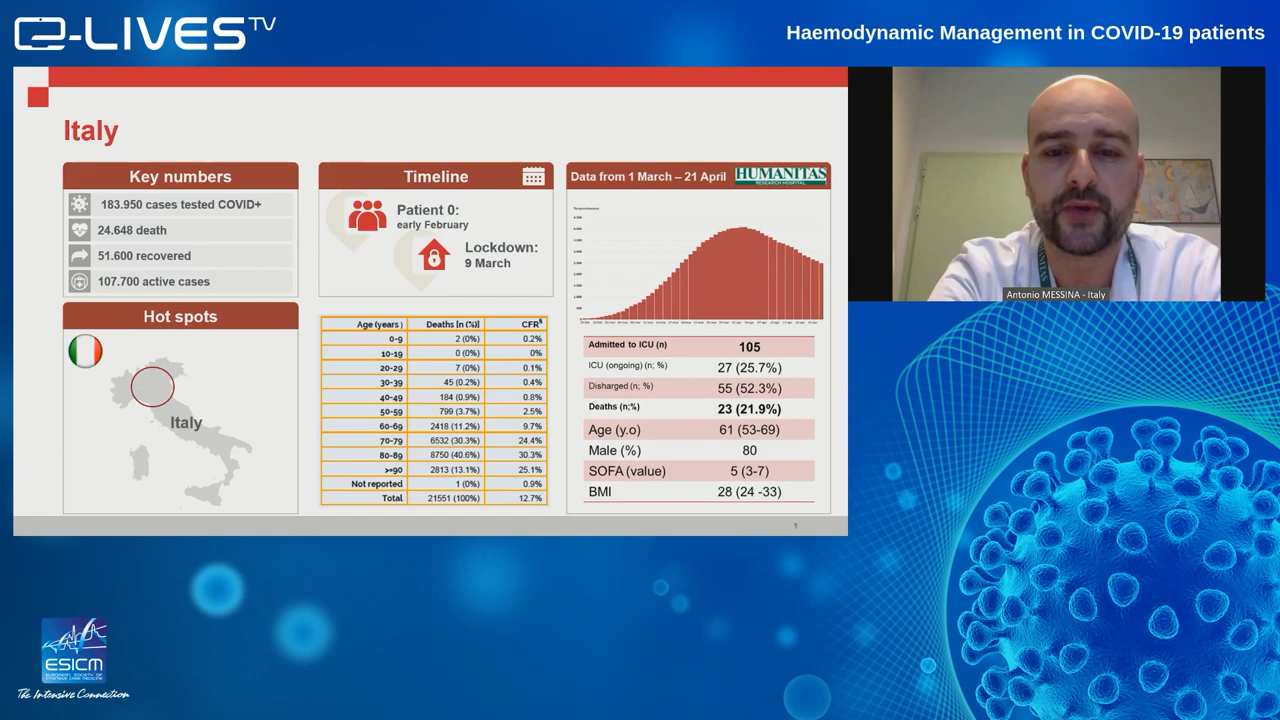 e-LIVES TV
Haemodynamic Management in COVID-19 patients
Italy
Key numbers
183.950 cases tested COVID+
24.648 death
51.600 recovered
107.700 active cases
Hot spots
Italy
Timeline
Patient 0:
early February
Lockdown:
9 March
Age (years) Deaths [n (%)] CFR§
0-9 2 (0%) 0.2%
10-19 0 (0%) 0%
20-29 7 (0%) 0.1%
30-39 45 (0.2%) 0.4%
40-49 184 (0.9%) 0.8%
50-59 799 (3.7%) 2.5%
60-69 2418 (11.2%) 9.7%
70-79 6532 (30.3%) 24.4%
80-89 8750 (40.6%) 30.3%
>=90 2813 (13.1%) 25.1%
Not reported 1 (0%) 0.9%
Total 21551 (100%) 12.7%
Data from 1 March – 21 April HUMANITAS
RESEARCH HOSPITAL
Admitted to ICU (n) 105
ICU (ongoing) (n; %) 27 (25.7%)
Disharged (n; %) 55 (52.3%)
Deaths (n;%) 23 (21.9%)
Age (y.o) 61 (53-69)
Male (%) 80
SOFA (value) 5 (3-7)
BMI 28 (24 -33)
Antonio MESSINA - Italy
ESICM
EUROPEAN SOCIETY OF
INTENSIVE CARE MEDICINE
The Intensive Connection